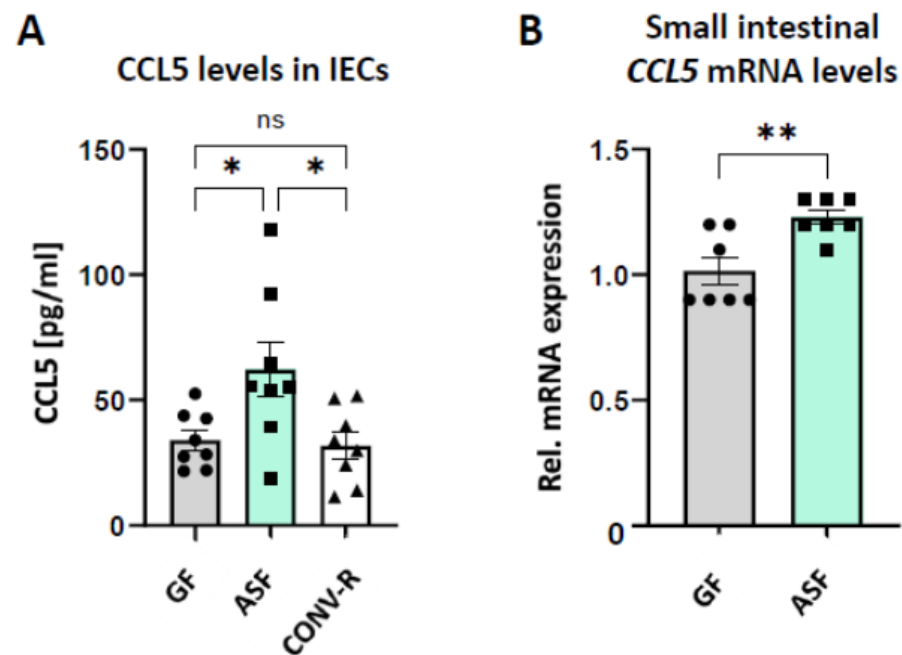 A
CCL5 levels in IECs
ns
* *
150
100
50
0
CCL5 [pg/ml]
GF
ASF
CONV-R
B
Small intestinal
CCL5 mRNA levels
**
1.5
1.0
0.5
0
Rel. mRNA expression
GF
ASF